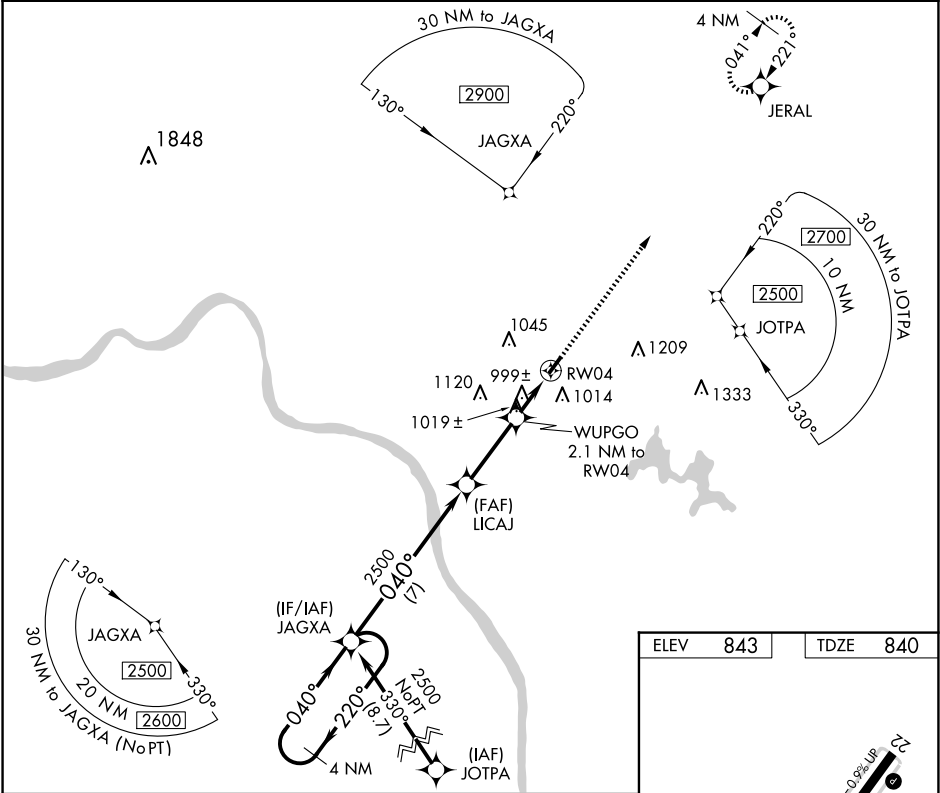 30 NM to JAGXA
2900
130°
220°
JAGXA
4 NM
041°
221°
JERAL
1848
220°
2700
30 NM to JOTPA
10 NM
2500
JOTPA
330°
1045
1209
999±
RW04
1120
1014
1333
1019±
WUPGO
2.1 NM to
RW04
(FAF)
LICAJ
2500
040°
(7)
(IF/IAF)
JAGXA
130°
JAGXA
2500
330°
20 NM
2600
30 NM to JAGXA (NoPT)
040°
220°
4 NM
2500
NoPT
330°
(8.7)
(IAF)
JOTPA
ELEV 843
TDZE 840
22
0.9% UP
P